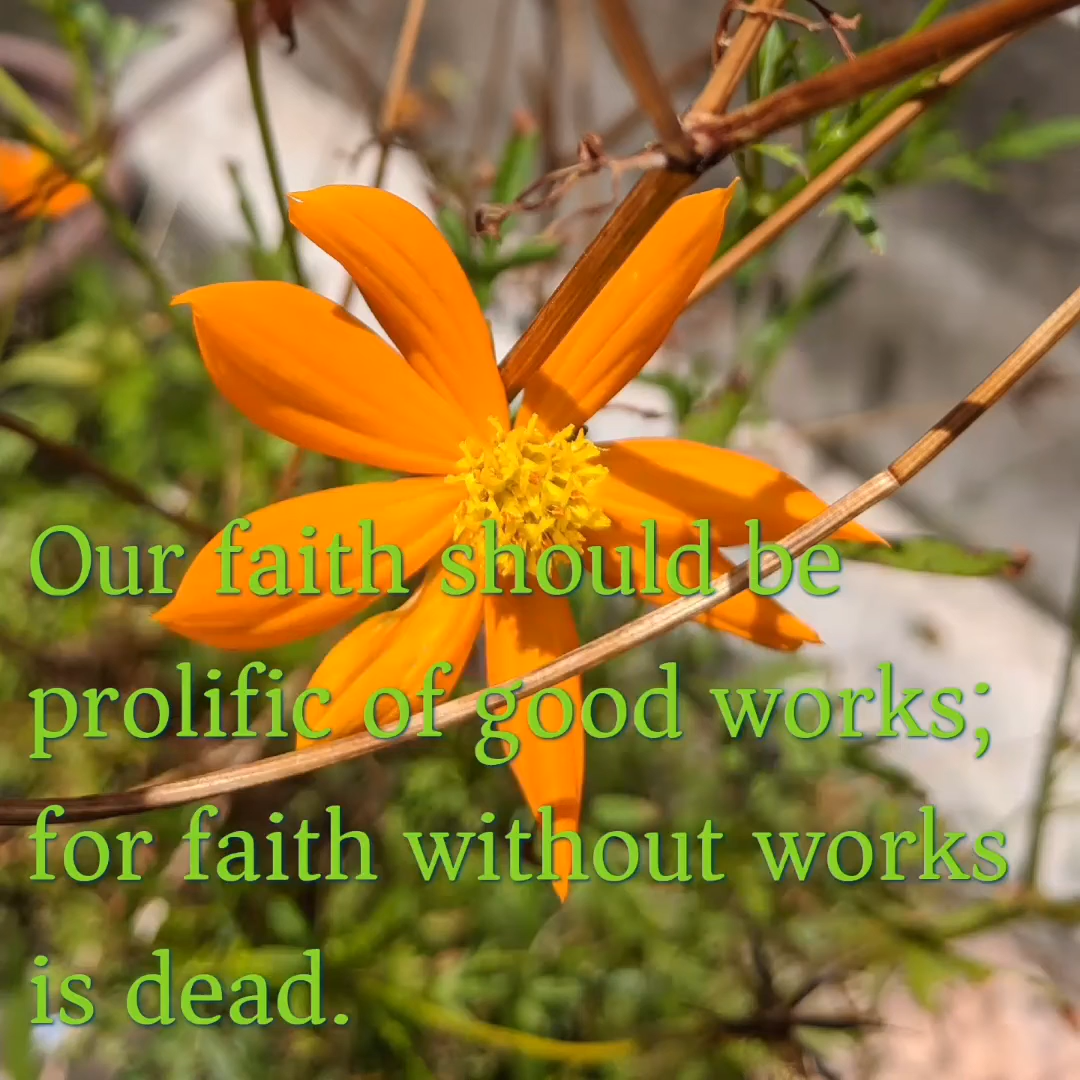 Our faith should be
prolific of good works;
for faith without works
is dead.